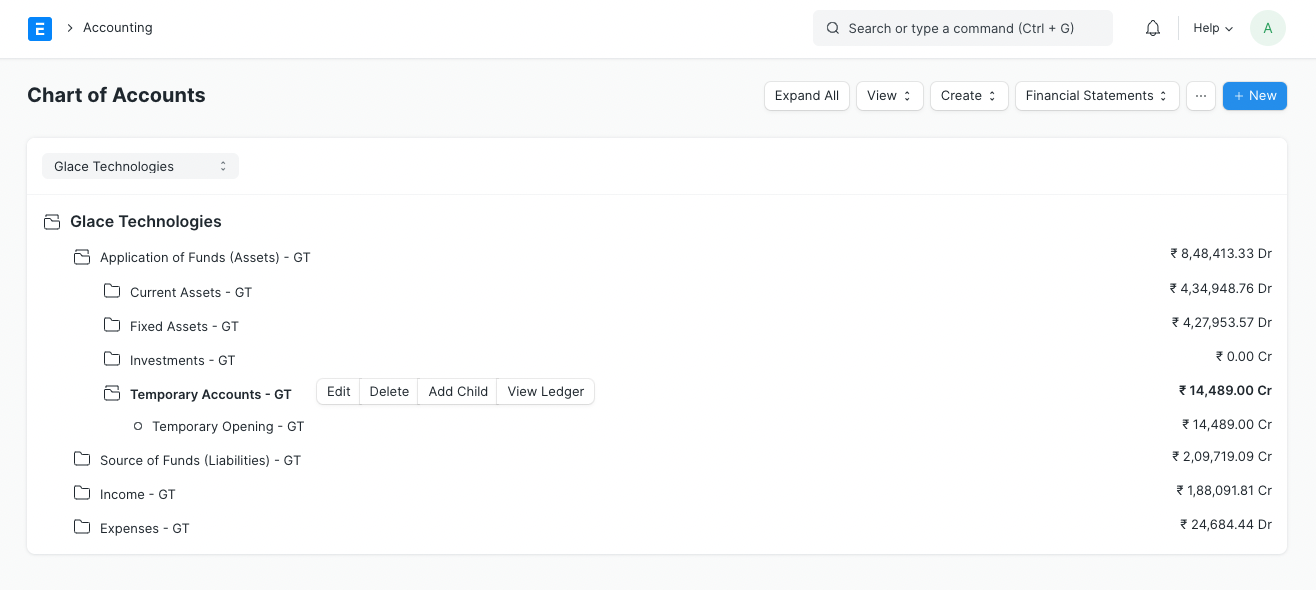 E Accounting Search or type a command (Ctrl + G) Help A
Chart of Accounts Expand All View Create Financial Statements ... + New
Glace Technologies
Glace Technologies
Application of Funds (Assets) - GT ₹ 8,48,413.33 Dr
Current Assets - GT ₹ 4,34,948.76 Dr
Fixed Assets - GT ₹ 4,27,953.57 Dr
Investments - GT ₹ 0.00 Cr
Temporary Accounts - GT Edit Delete Add Child View Ledger ₹ 14,489.00 Cr
Temporary Opening - GT ₹ 14,489.00 Cr
Source of Funds (Liabilities) - GT ₹ 2,09,719.09 Cr
Income - GT ₹ 1,88,091.81 Cr
Expenses - GT ₹ 24,684.44 Dr